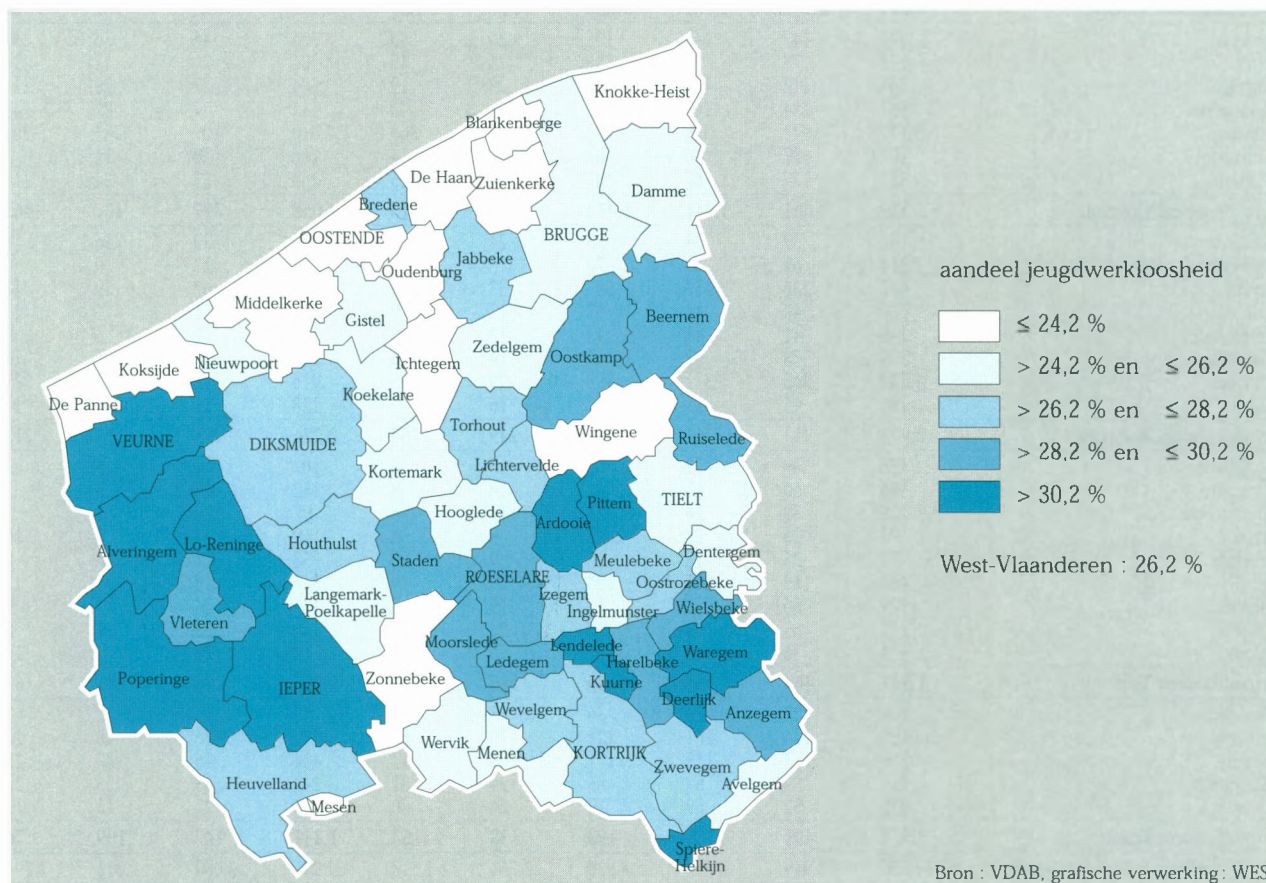 Knokke-Heist
Blankenberge
De Haan
Zuienkerke
Damme
Bredene
OOSTENDE
BRUGGE
Jabbeke
Oudenburg
Middelkerke
Gistel
Beernem
Nieuwpoort
Koksijde
Zedelgem
Oostkamp
Ichtegem
De Panne
Koekelare
VEURNE
DIKSMUIDE
Torhout
Wingene
Ruiselede
Kortemark
Lichtervelde
TIELT
Hooglede
Pittem
Ardooie
Alveringem
Lo-Reninge
Houthulst
Staden
Dentergem
Meulebeke
ROESELARE
Oostrozebeke
Langemark-
Poelkapelle
Izegem
Ingelmunster
Wielsbeke
Vleteren
Moorslede
Lendelede
Waregem
Ledegem
Harelbeke
Poperinge
IEPER
Zonnebeke
Kuurne
Deerlijk
Wevelgem
Anzegem
Wervik
Menen
KORTRIJK
Zwevegem
Heuvelland
Avelgem
Mesen
Spiere-
Helkijn
aandeel jeugdwerkloosheid
≤ 24,2 %
> 24,2 % en ≤ 26,2 %
> 26,2 % en ≤ 28,2 %
> 28,2 % en ≤ 30,2 %
> 30,2 %
West-Vlaanderen : 26,2 %
Bron : VDAB, grafische verwerking : WES